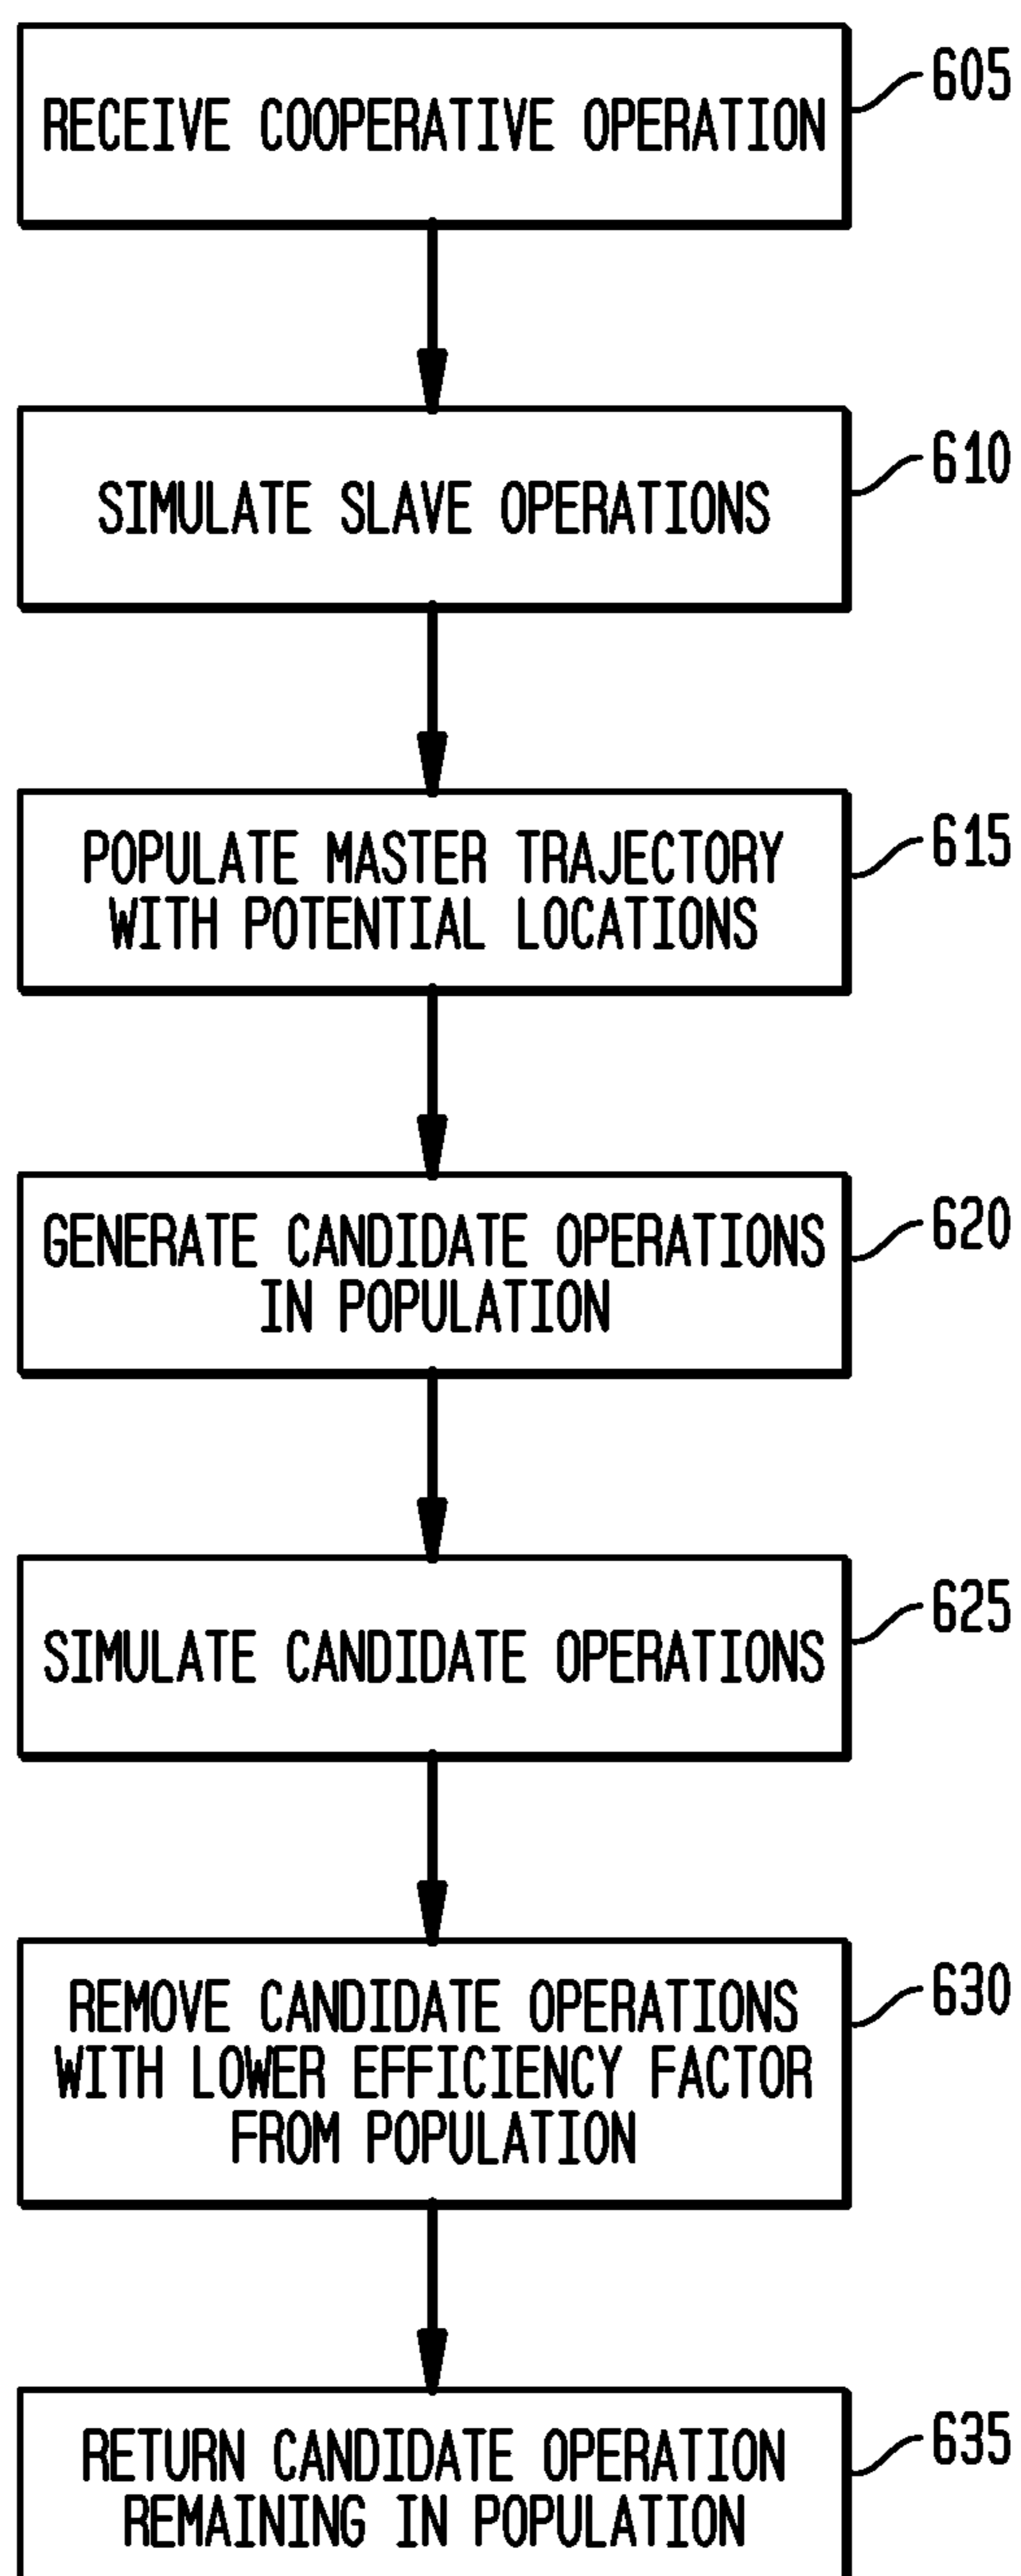 RECEIVE COOPERATIVE OPERATION
605
SIMULATE SLAVE OPERATIONS
610
POPULATE MASTER TRAJECTORY
WITH POTENTIAL LOCATIONS
615
GENERATE CANDIDATE OPERATIONS
IN POPULATION
620
SIMULATE CANDIDATE OPERATIONS
625
REMOVE CANDIDATE OPERATIONS
WITH LOWER EFFICIENCY FACTOR
FROM POPULATION
630
RETURN CANDIDATE OPERATION
REMAINING IN POPULATION
635